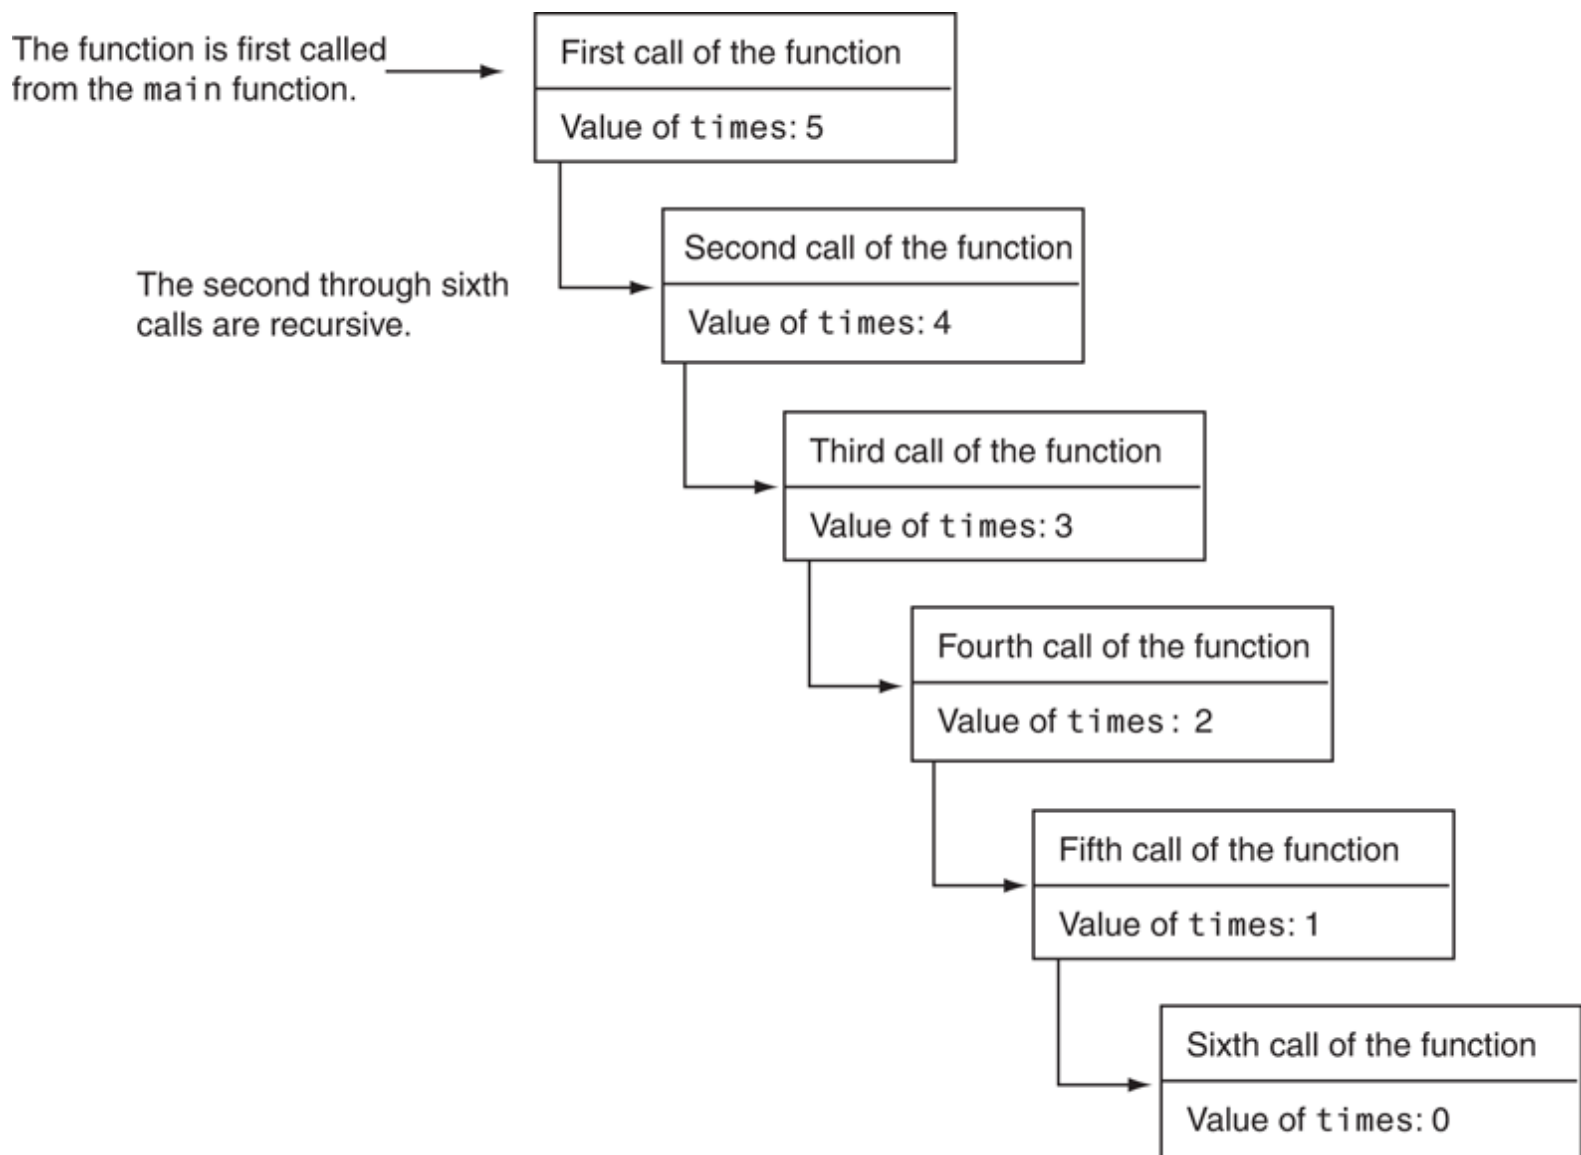 The function is first called
from the main function.
First call of the function
Value of times: 5
Second call of the function
Value of times: 4
The second through sixth
calls are recursive.
Third call of the function
Value of times: 3
Fourth call of the function
Value of times: 2
Fifth call of the function
Value of times: 1
Sixth call of the function
Value of times: 0